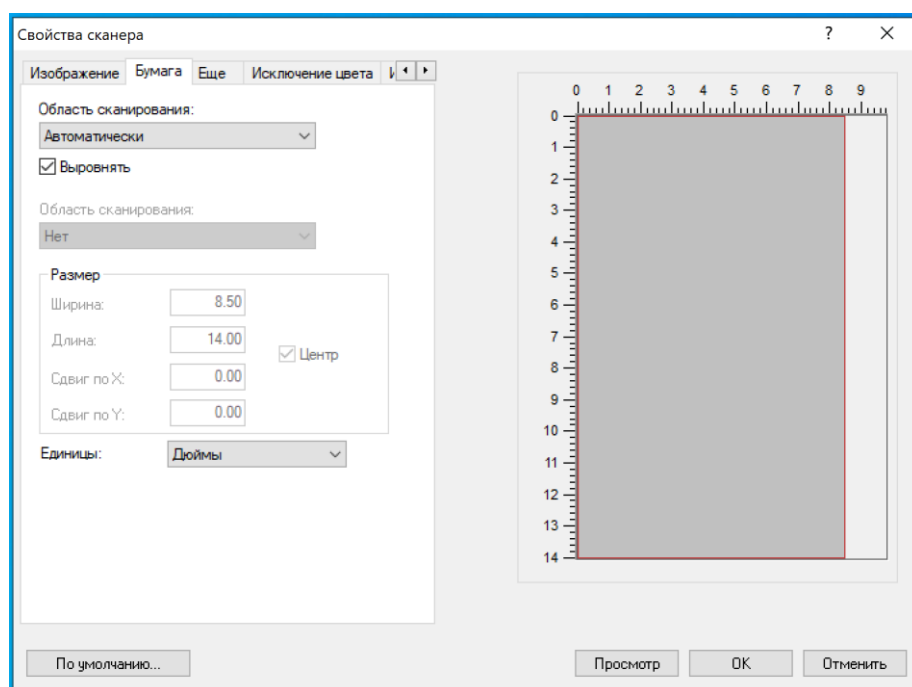 Свойства сканера ? ×
Изображение Бумага Еще Исключение цвета
Область сканирования:
Автоматически
Выровнять
Область сканирования:
Нет
Размер
Ширина: 8.50
Длина: 14.00
Центр
Сдвиг по X: 0.00
Сдвиг по Y: 0.00
Единицы: Дюймы
0 1 2 3 4 5 6 7 8 9
0
1
2
3
4
5
6
7
8
9
10
11
12
13
14
По умолчанию... Просмотр OK Отменить